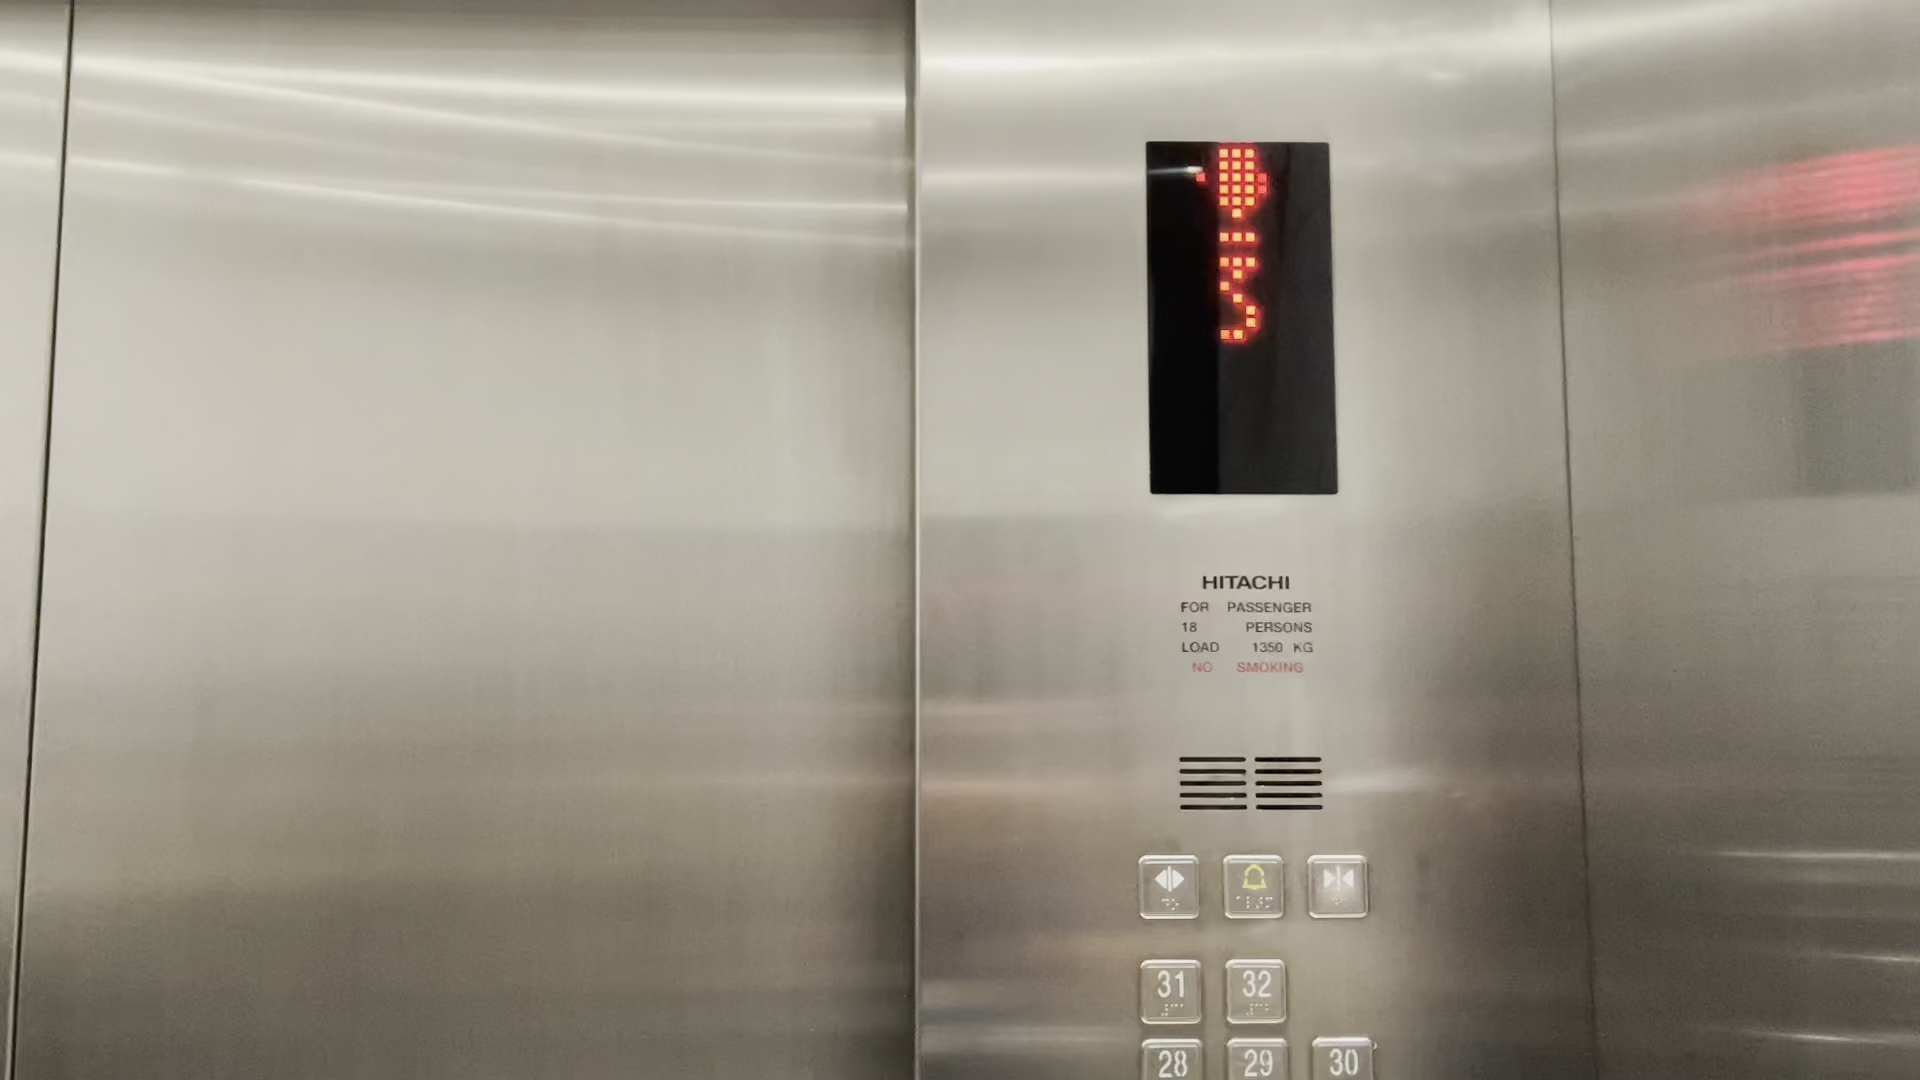 HITACHI
FOR PASSENGER
18 PERSONS
LOAD 1350 KG
NO SMOKING
31 32
28 29 30